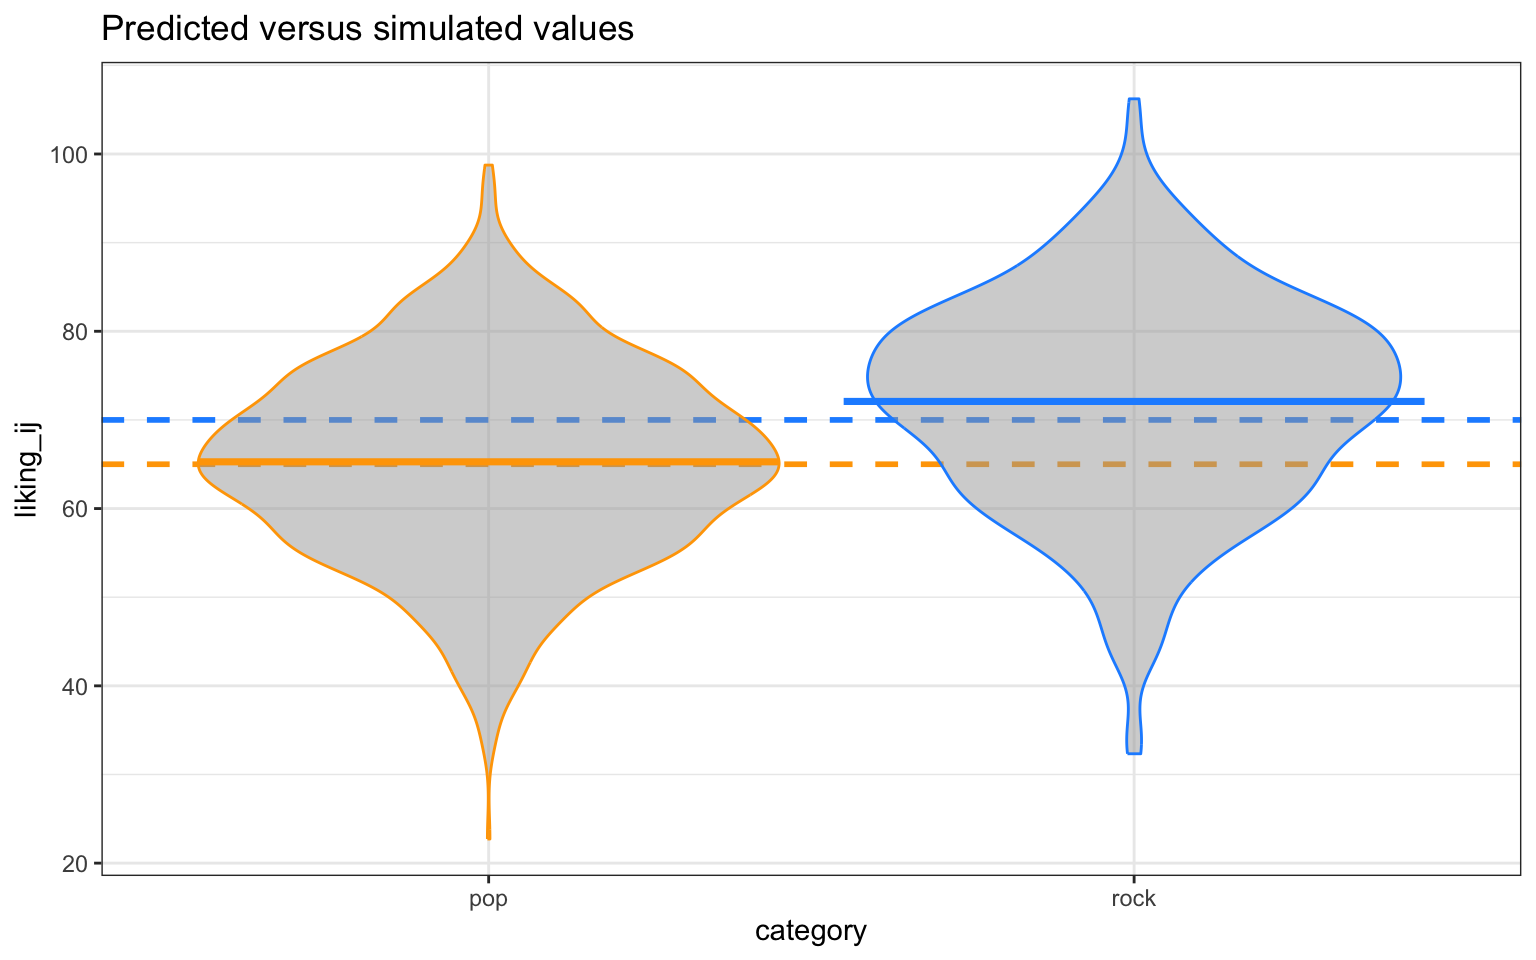 Predicted versus simulated values
liking_ij
100
80
60
40
20
pop
rock
category